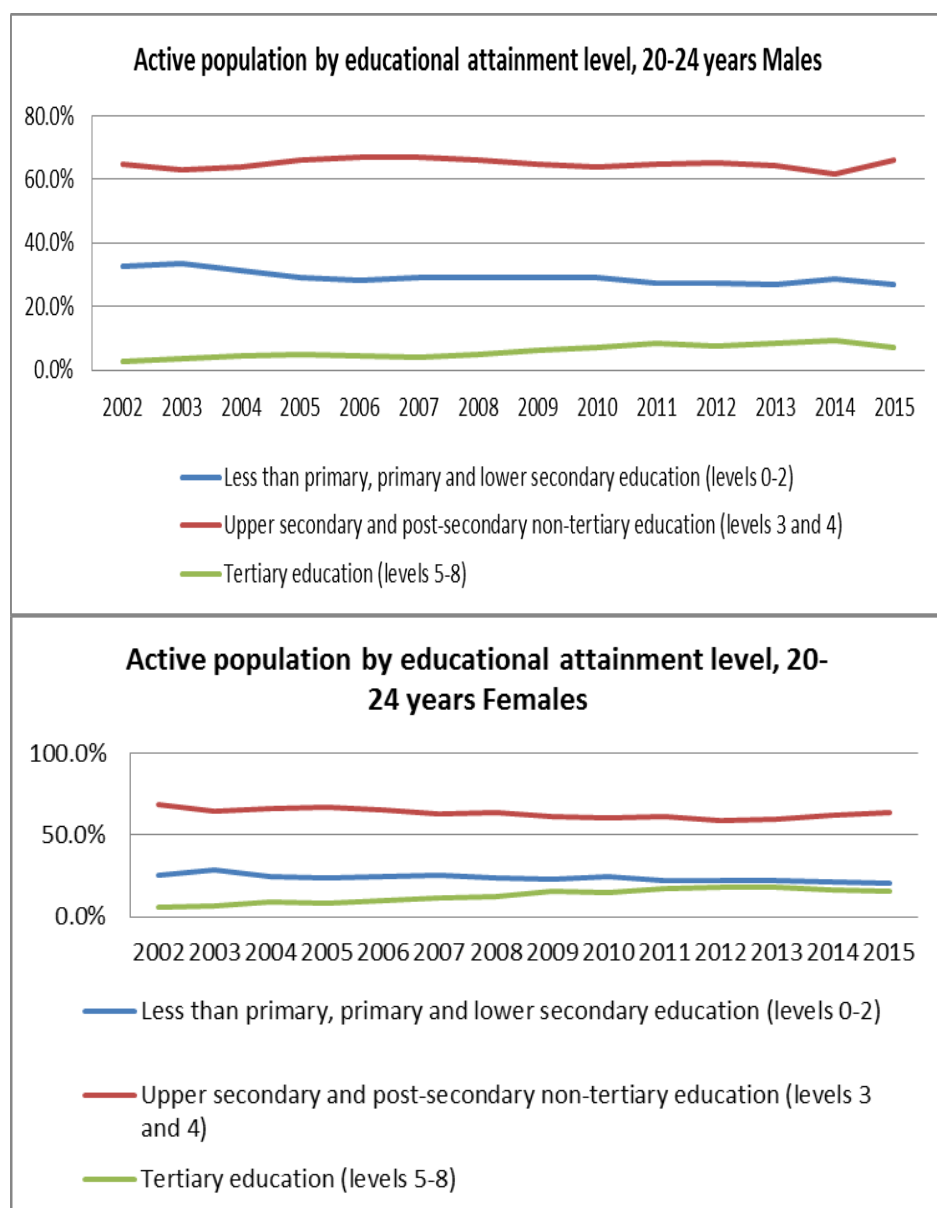 Active population by educational attainment level, 20-24 years Males
80.0%
60.0%
40.0%
20.0%
0.0%
2002 2003 2004 2005 2006 2007 2008 2009 2010 2011 2012 2013 2014 2015
Less than primary, primary and lower secondary education (levels 0-2)
Upper secondary and post-secondary non-tertiary education (levels 3 and 4)
Tertiary education (levels 5-8)
Active population by educational attainment level, 20-
24 years Females
100.0%
50.0%
0.0%
2002 2003 2004 2005 2006 2007 2008 2009 2010 2011 2012 2013 2014 2015
Less than primary, primary and lower secondary education (levels 0-2)
Upper secondary and post-secondary non-tertiary education (levels 3
and 4)
Tertiary education (levels 5-8)